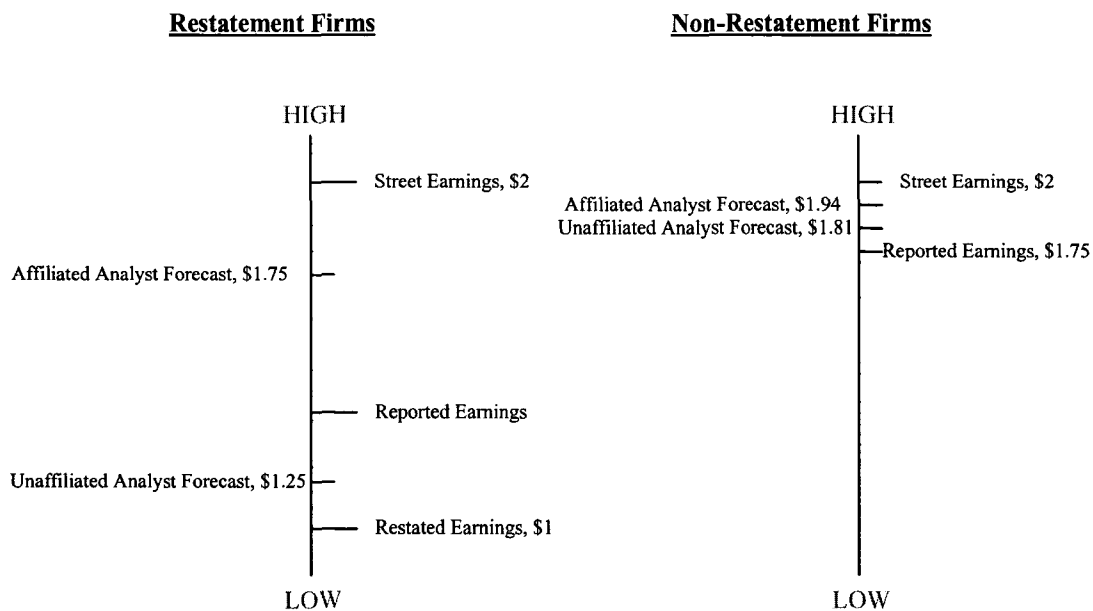 Restatement Firms
Non-Restatement Firms
HIGH
Street Earnings, $2
Affiliated Analyst Forecast, $1.75
Reported Earnings
Unaffiliated Analyst Forecast, $1.25
Restated Earnings, $1
LOW
HIGH
Street Earnings, $2
Affiliated Analyst Forecast, $1.94
Unaffiliated Analyst Forecast, $1.81
Reported Earnings, $1.75
LOW